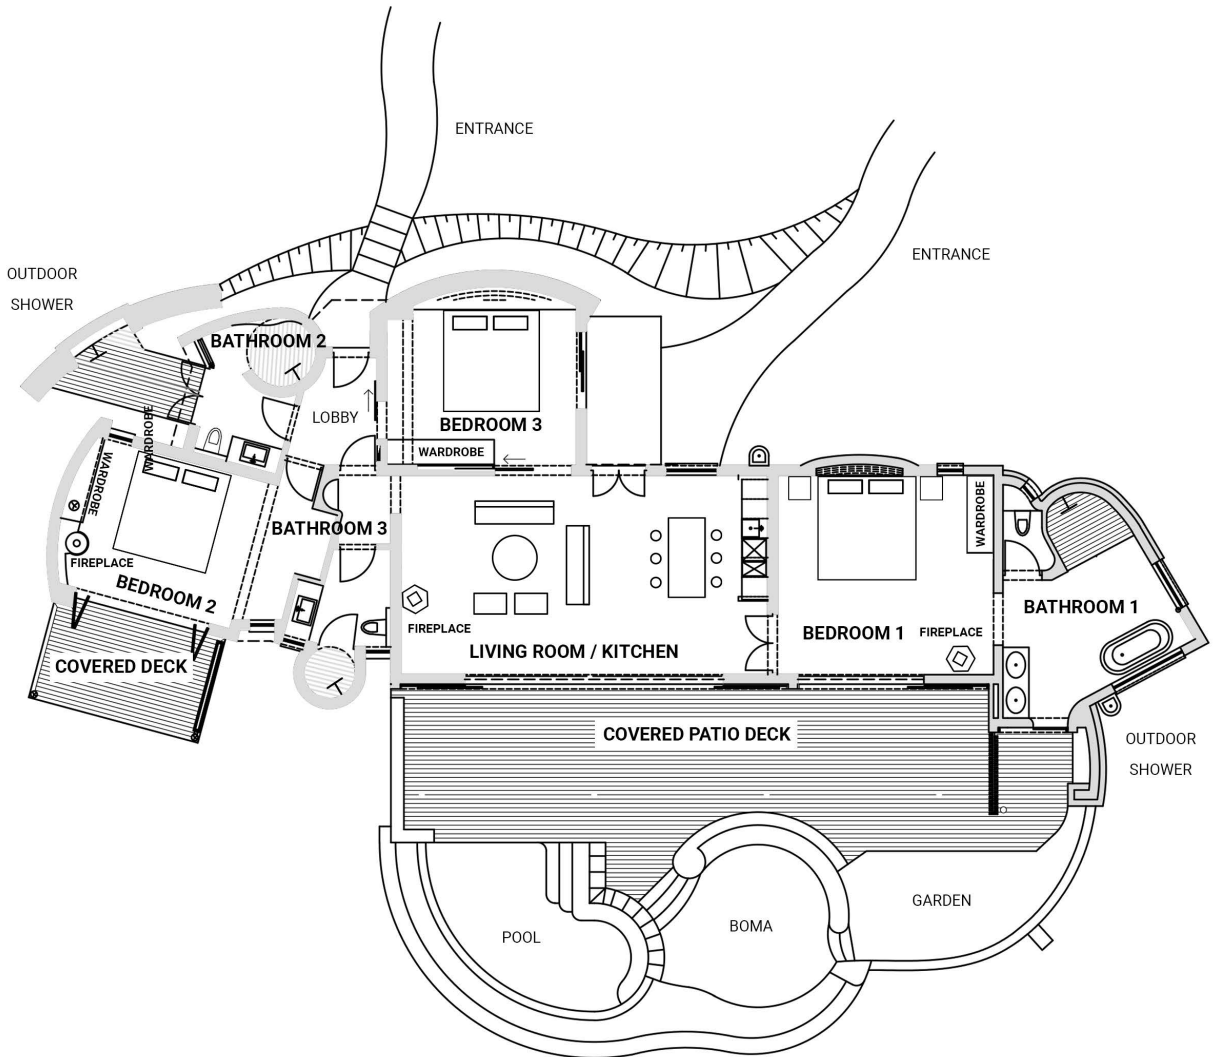 ENTRANCE
ENTRANCE
OUTDOOR
SHOWER
BATHROOM 2
LOBBY
BEDROOM 3
WARDROBE
WARDROBE
WARDROBE
BATHROOM 3
FIREPLACE
BEDROOM 2
COVERED DECK
FIREPLACE
LIVING ROOM / KITCHEN
WARDROBE
BATHROOM 1
BEDROOM 1
FIREPLACE
COVERED PATIO DECK
OUTDOOR
SHOWER
GARDEN
BOMA
POOL